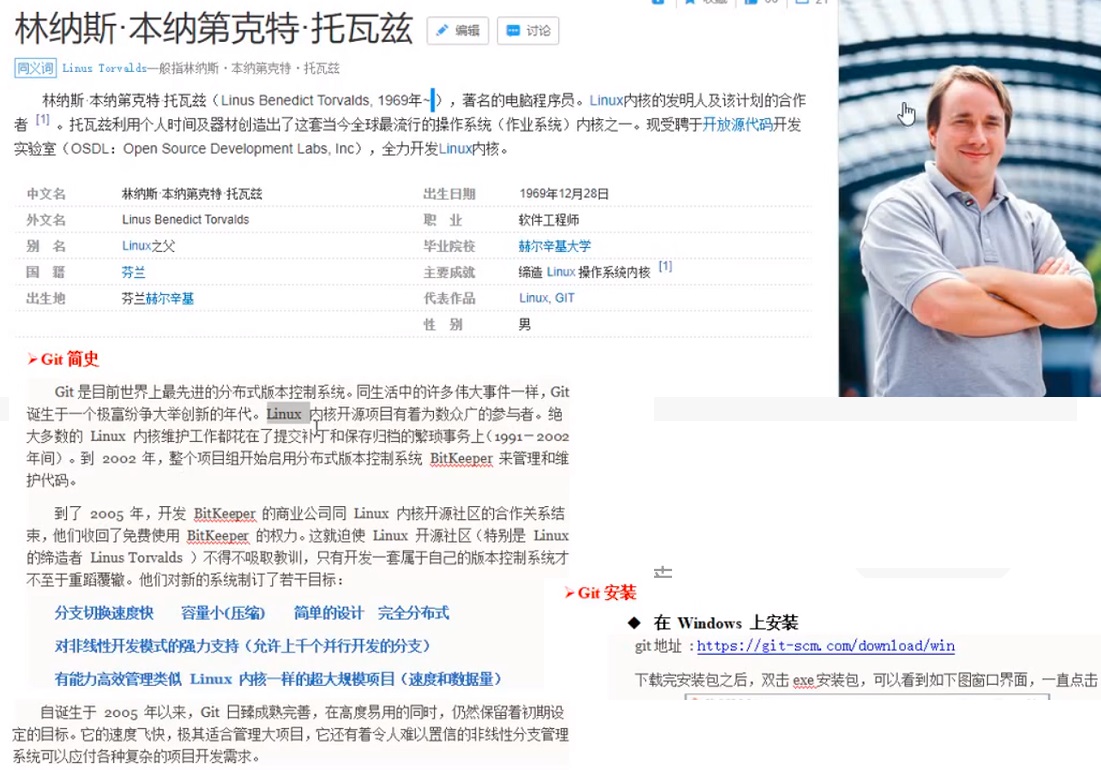 林纳斯·本纳第克特·托瓦兹 编辑 讨论
同义词 Linus Torvalds一般指林纳斯·本纳第克特·托瓦兹
林纳斯·本纳第克特·托瓦兹（Linus Benedict Torvalds, 1969年~ ），著名的电脑程序员。Linux内核的发明人及该计划的合作
者 [1] 。托瓦兹利用个人时间及器材创造出了这套当今全球最流行的操作系统（作业系统）内核之一。现受聘于开放源代码开发
实验室（OSDL：Open Source Development Labs, Inc），全力开发Linux内核。
中文名 林纳斯·本纳第克特·托瓦兹 出生日期 1969年12月28日
外文名 Linus Benedict Torvalds 职 业 软件工程师
别 名 Linux之父 毕业院校 赫尔辛基大学
国 籍 芬兰 主要成就 缔造 Linux 操作系统内核 [1]
出生地 芬兰赫尔辛基 代表作品 Linux, GIT
性 别 男
➢Git 简史
Git 是目前世界上最先进的分布式版本控制系统。同生活中的许多伟大事件一样，Git
诞生于一个极富纷争大举创新的年代。Linux 内核开源项目有着为数众广的参与者。绝
大多数的 Linux 内核维护工作都花在了提交补丁和保存归档的繁琐事务上（1991－2002
年间）。到 2002 年，整个项目组开始启用分布式版本控制系统 BitKeeper 来管理和维
护代码。
到了 2005 年，开发 BitKeeper 的商业公司同 Linux 内核开源社区的合作关系结
束，他们收回了免费使用 BitKeeper 的权力。这就迫使 Linux 开源社区（特别是 Linux
的缔造者 Linus Torvalds ）不得不吸取教训，只有开发一套属于自己的版本控制系统才
不至于重蹈覆辙。他们对新的系统制订了若干目标：
分支切换速度快 容量小(压缩) 简单的设计 完全分布式
对非线性开发模式的强力支持（允许上千个并行开发的分支）
有能力高效管理类似 Linux 内核一样的超大规模项目（速度和数据量）
自诞生于 2005 年以来，Git 日臻成熟完善，在高度易用的同时，仍然保留着初期设
定的目标。它的速度飞快，极其适合管理大项目，它还有着令人难以置信的非线性分支管理
系统可以应付各种复杂的项目开发需求。
➢Git 安装
◆ 在 Windows 上安装
git地址 :https://git-scm.com/download/win
下载完安装包之后，双击 exe安装包，可以看到如下图窗口界面，一直点击